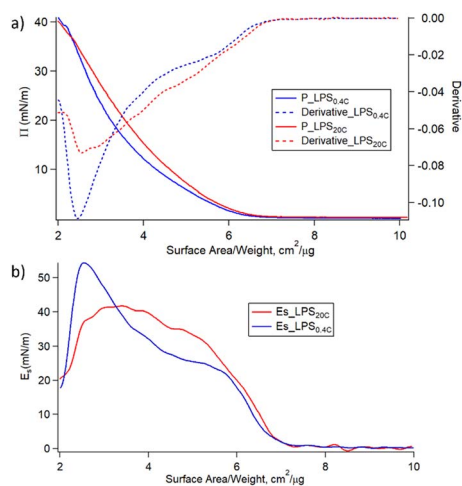 a)
40
30
20
10
Π (mN/m)
0.00
-0.02
-0.04
-0.06
-0.08
-0.10
Derivative
P_LPS0.4C
Derivative_LPS0.4C
P_LPS20C
Derivative_LPS20C
2 4 6 8 10
Surface Area/Weight, cm²/µg
b)
50
40
30
20
10
0
Es(mN/m)
Es_LPS20C
Es_LPS0.4C
2 4 6 8 10
Surface Area/Weight, cm²/µg